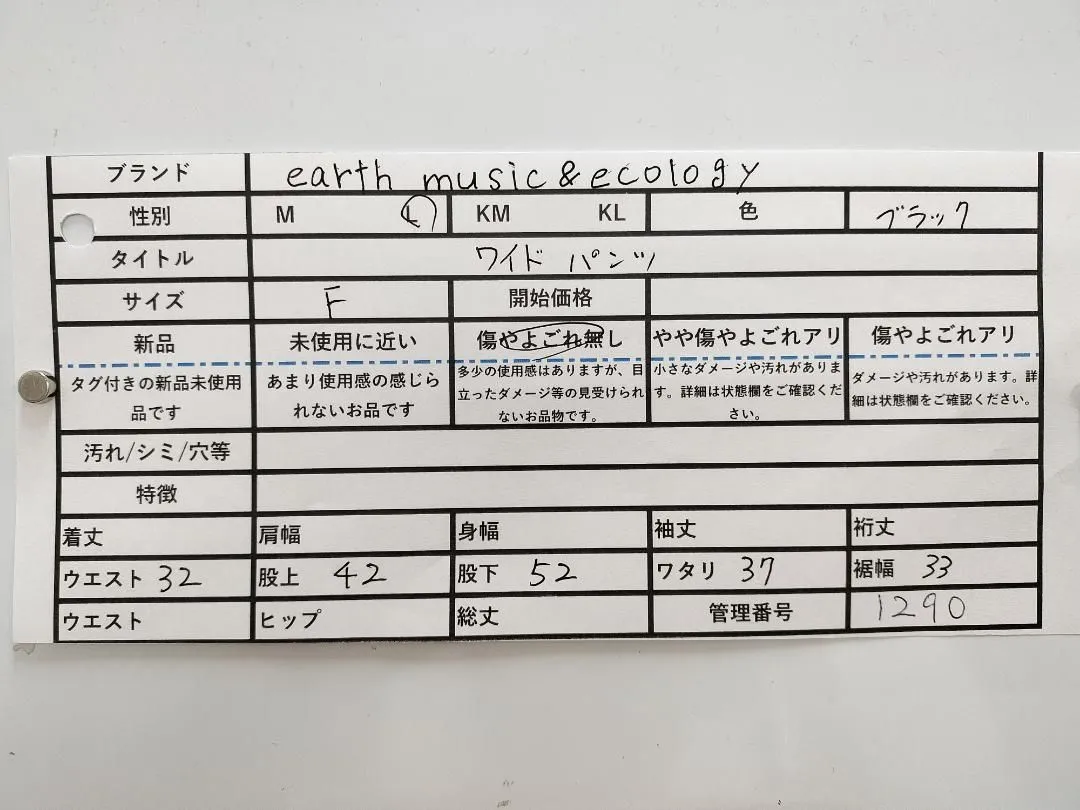 ブランド earth music&ecology
性別 M L KM KL 色 ブラック
タイトル ワイド パンツ
サイズ F 開始価格
新品 未使用に近い 傷やよごれ無し やや傷やよごれアリ 傷やよごれアリ
タグ付きの新品未使用
品です
あまり使用感の感じら
れないお品です
多少の使用感はありますが、目
立ったダメージ等の見受けられ
ないお品物です。
小さなダメージや汚れがありま
す。詳細は状態欄をご確認くだ
さい。
ダメージや汚れがあります。詳
細は状態欄をご確認ください。
汚れ/シミ/穴等
特徴
着丈 肩幅 身幅 袖丈 裄丈
ウエスト 32 股上 42 股下 52 ワタリ 37 裾幅 33
ウエスト ヒップ 総丈 管理番号 1290